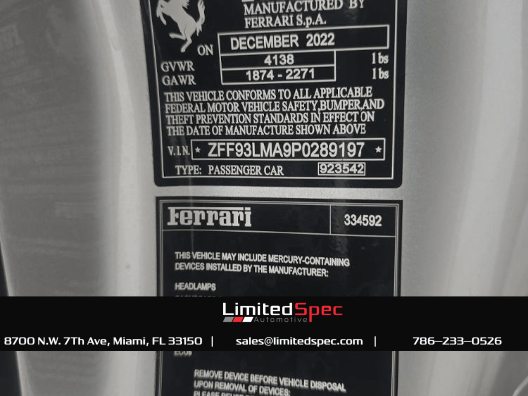 MANUFACTURED BY
FERRARI S.p.A.
ON DECEMBER 2022
GVWR 4138 lbs
GAWR 1874 - 2271 lbs
THIS VEHICLE CONFORMS TO ALL APPLICABLE
FEDERAL MOTOR VEHICLE SAFETY,BUMPER,AND
THEFT PREVENTION STANDARDS IN EFFECT ON
THE DATE OF MANUFACTURE SHOWN ABOVE
V.I.N. * ZFF93LMA9P0289197 *
TYPE: PASSENGER CAR 923542
Ferrari 334592
THIS VEHICLE MAY INCLUDE MERCURY-CONTAINING
DEVICES INSTALLED BY THE MANUFACTURER:
HEADLAMPS
LimitedSpec
Automotive
8700 N.W. 7Th Ave, Miami, FL 33150 | sales@limitedspec.com | 786-233-0526
REMOVE DEVICE BEFORE VEHICLE DISPOSAL
UPON REMOVAL OF DEVICES: